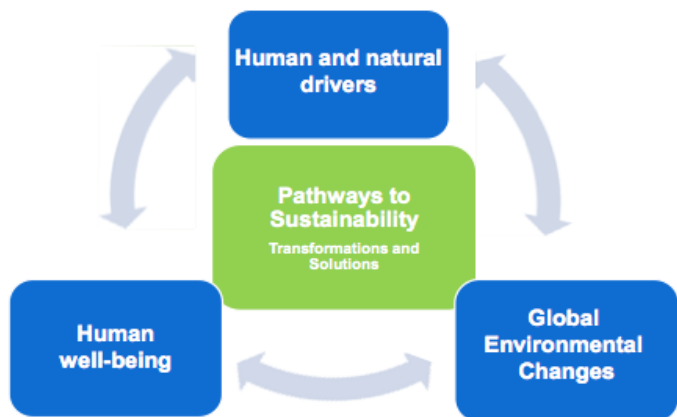 Human and natural
drivers
Pathways to
Sustainability
Transformations and
Solutions
Human
well-being
Global
Environmental
Changes